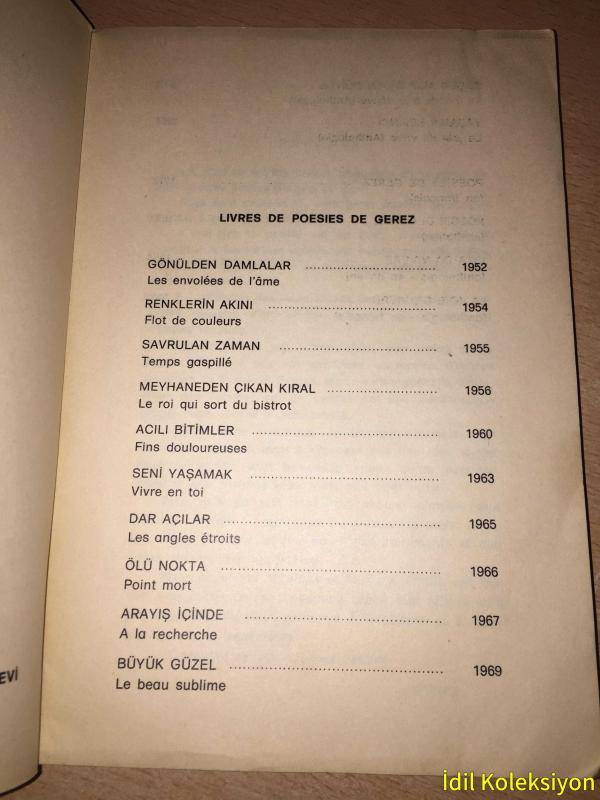 LIVRES DE POESIES DE GEREZ
GÖNÜLDEN DAMLALAR ........................................ 1952
Les envolées de l'âme
RENKLERİN AKINI ........................................ 1954
Flot de couleurs
SAVRULAN ZAMAN ........................................ 1955
Temps gaspillé
MEYHANEDEN ÇIKAN KIRAL ........................................ 1956
Le roi qui sort du bistrot
ACILI BİTİMLER ........................................ 1960
Fins douloureuses
SENİ YAŞAMAK ........................................ 1963
Vivre en toi
DAR AÇILAR ........................................ 1965
Les angles étroits
ÖLÜ NOKTA ........................................ 1966
Point mort
ARAYIŞ İÇİNDE ........................................ 1967
A la recherche
BÜYÜK GÜZEL ........................................ 1969
Le beau sublime
EVİ
İdil Koleksiyon